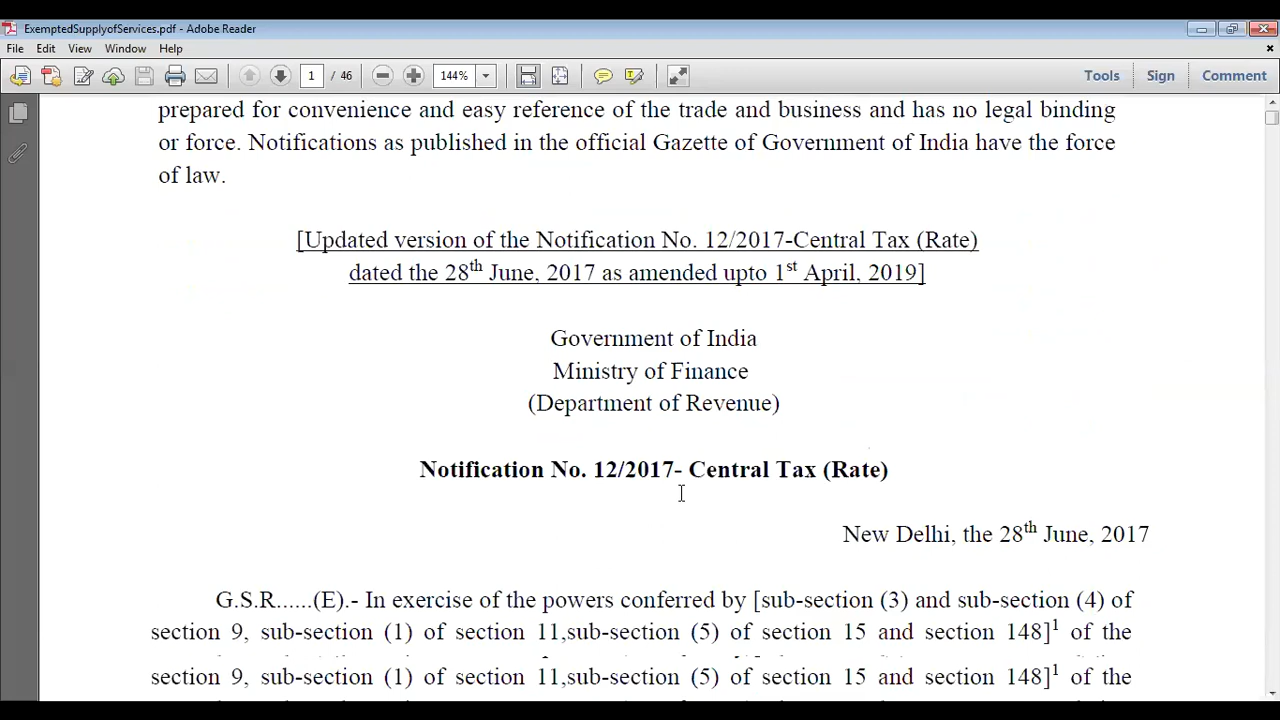 ExemptedSupplyofServices.pdf - Adobe Reader
File Edit View Window Help
1 / 46 144% Tools Sign Comment
prepared for convenience and easy reference of the trade and business and has no legal binding
or force. Notifications as published in the official Gazette of Government of India have the force
of law.
[Updated version of the Notification No. 12/2017-Central Tax (Rate)
dated the 28th June, 2017 as amended upto 1st April, 2019]
Government of India
Ministry of Finance
(Department of Revenue)
Notification No. 12/2017- Central Tax (Rate)
New Delhi, the 28th June, 2017
G.S.R......(E).- In exercise of the powers conferred by [sub-section (3) and sub-section (4) of
section 9, sub-section (1) of section 11,sub-section (5) of section 15 and section 148]1 of the
section 9, sub-section (1) of section 11,sub-section (5) of section 15 and section 148]1 of the